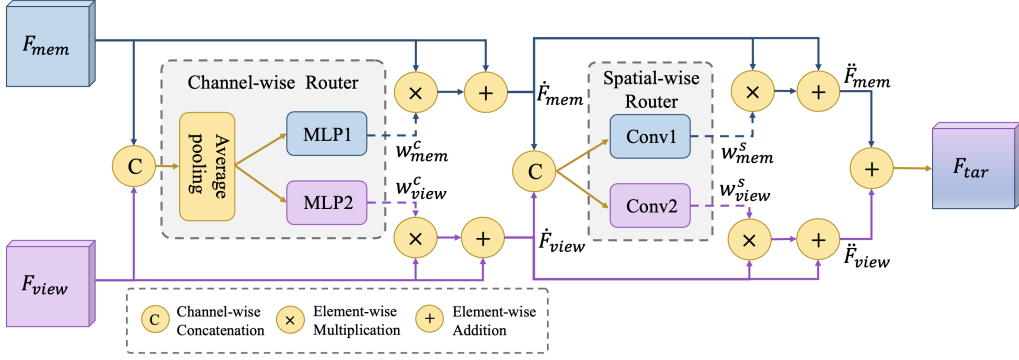 F_mem
Channel-wise Router
Average pooling
MLP1
MLP2
w^c_mem
w^c_view
C
×
+
×
+
Ḟ_mem
Ḟ_view
C
Spatial-wise
Router
Conv1
Conv2
w^s_mem
w^s_view
×
+
×
+
F̈_mem
F̈_view
+
F_tar
F_view
C
Channel-wise
Concatenation
×
Element-wise
Multiplication
+
Element-wise
Addition